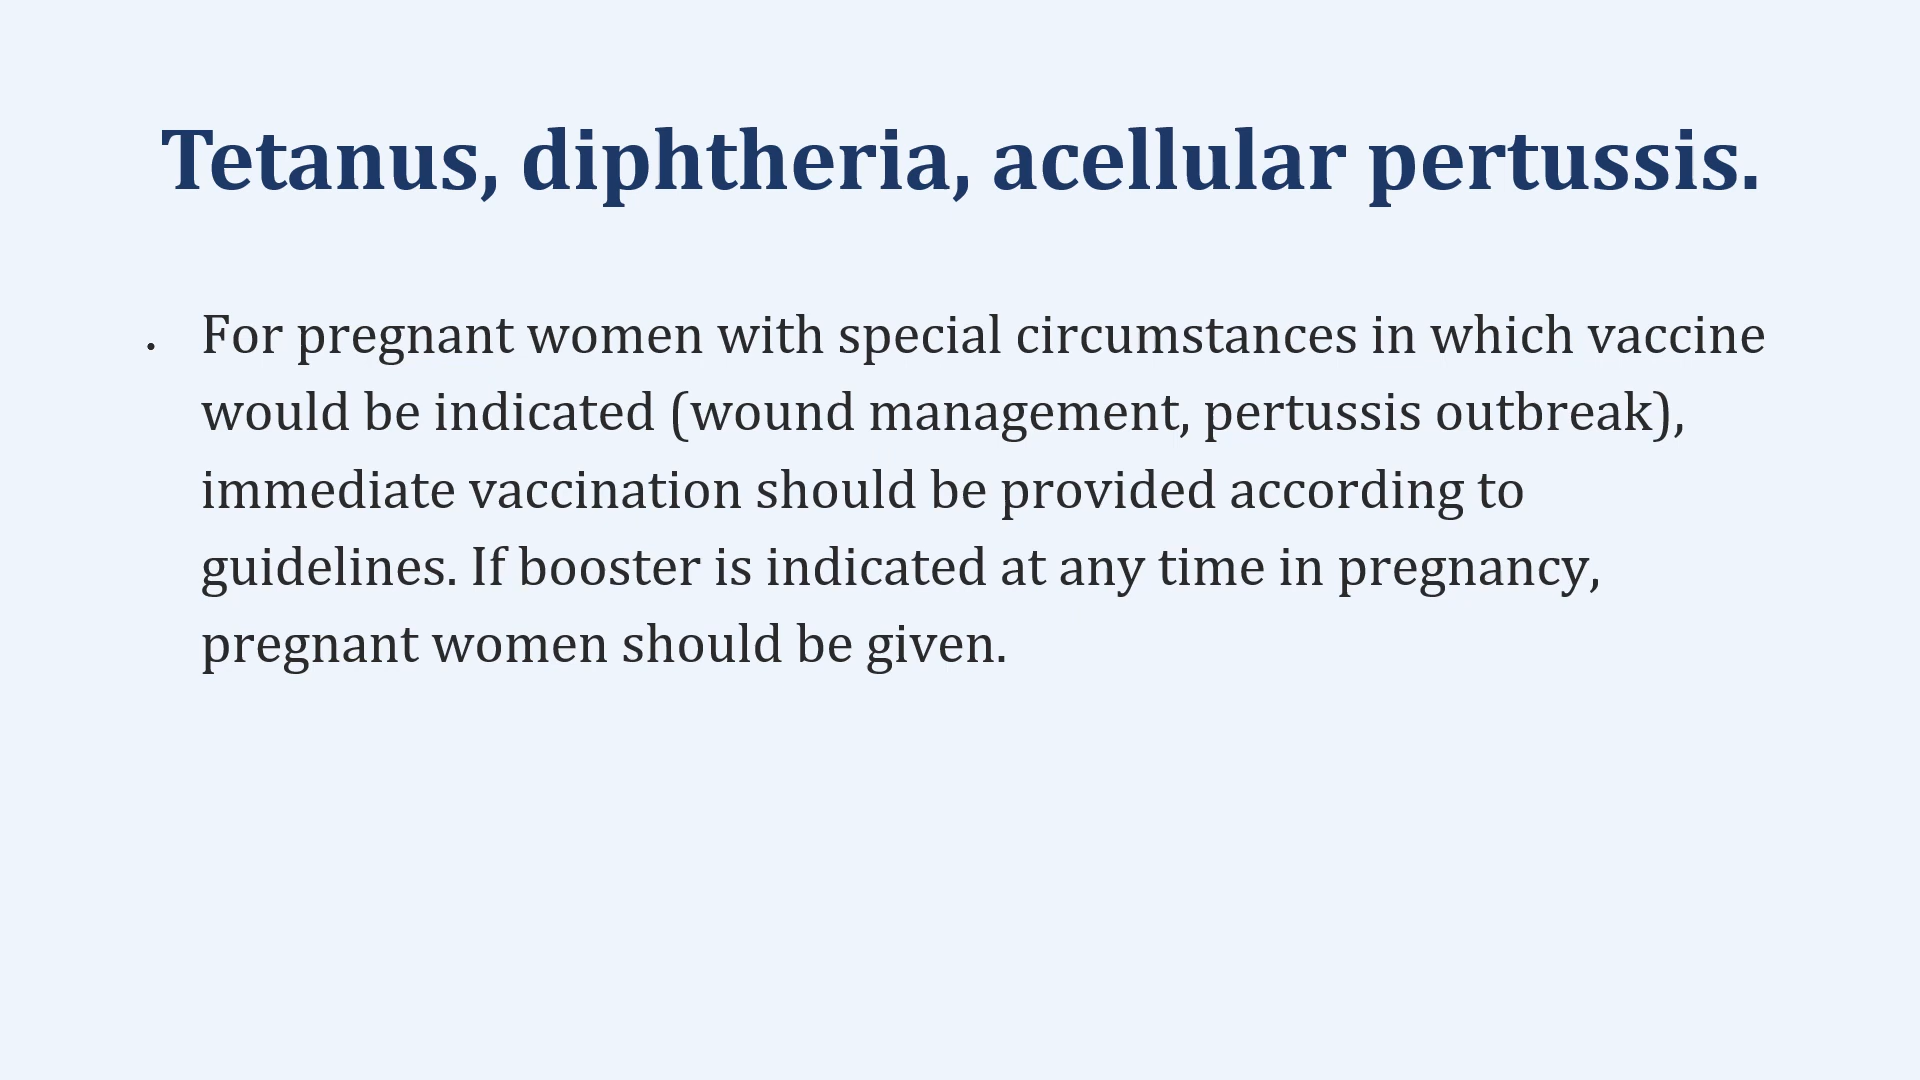 Tetanus, diphtheria, acellular pertussis.
• For pregnant women with special circumstances in which vaccine
would be indicated (wound management, pertussis outbreak),
immediate vaccination should be provided according to
guidelines. If booster is indicated at any time in pregnancy,
pregnant women should be given.